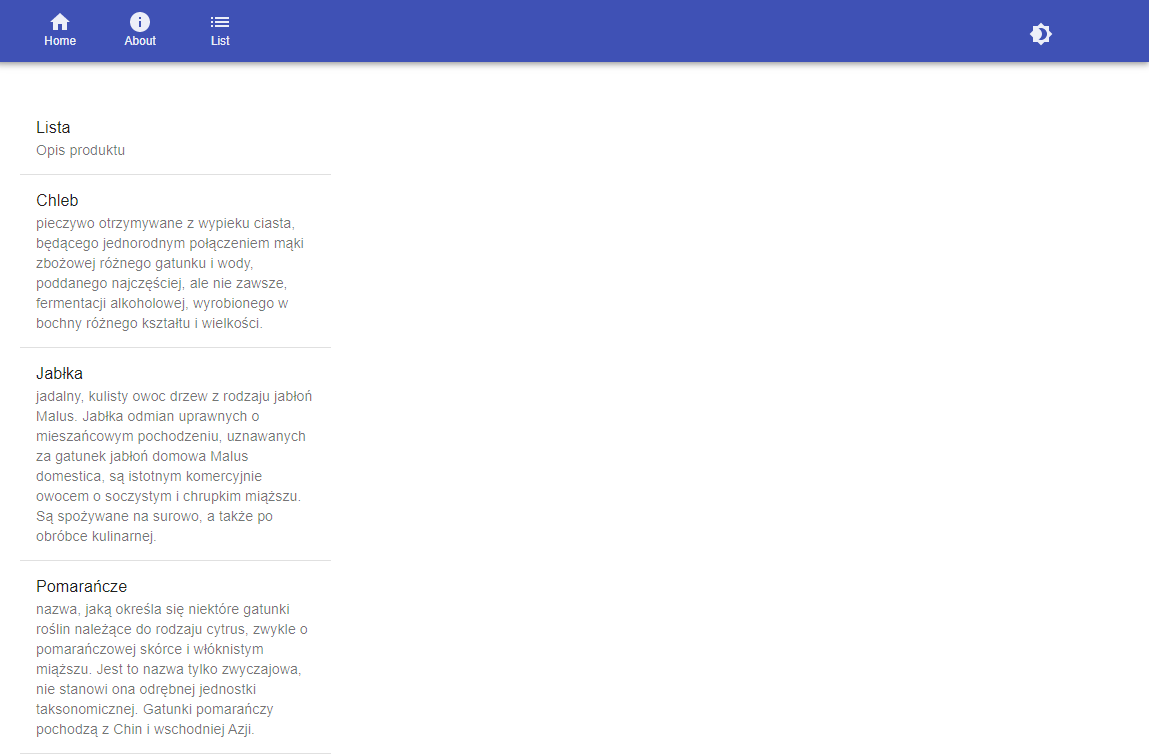 Home About List
Lista
Opis produktu
Chleb
pieczywo otrzymywane z wypieku ciasta,
będącego jednorodnym połączeniem mąki
zbożowej różnego gatunku i wody,
poddanego najczęściej, ale nie zawsze,
fermentacji alkoholowej, wyrobionego w
bochny różnego kształtu i wielkości.
Jabłka
jadalny, kulisty owoc drzew z rodzaju jabłoń
Malus. Jabłka odmian uprawnych o
mieszańcowym pochodzeniu, uznawanych
za gatunek jabłoń domowa Malus
domestica, są istotnym komercyjnie
owocem o soczystym i chrupkim miąższu.
Są spożywane na surowo, a także po
obróbce kulinarnej.
Pomarańcze
nazwa, jaką określa się niektóre gatunki
roślin należące do rodzaju cytrus, zwykle o
pomarańczowej skórce i włóknistym
miąższu. Jest to nazwa tylko zwyczajowa,
nie stanowi ona odrębnej jednostki
taksonomicznej. Gatunki pomarańczy
pochodzą z Chin i wschodniej Azji.